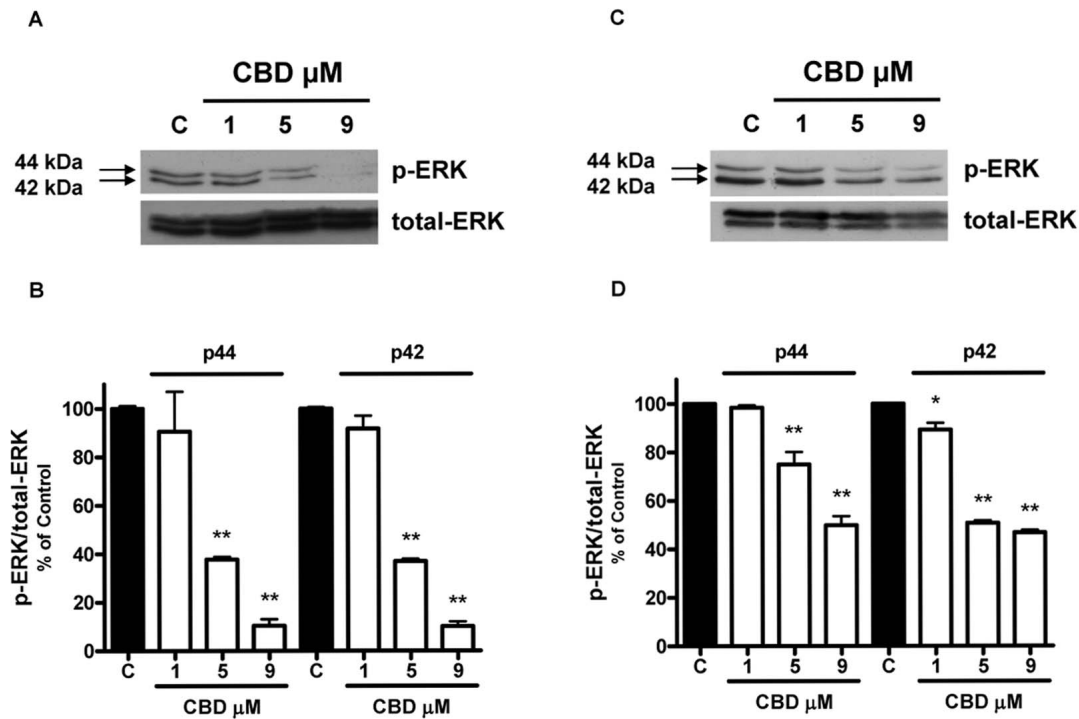 A
CBD µM
C 1 5 9
44 kDa
42 kDa
p-ERK
total-ERK
B
p44 p42
p-ERK/total-ERK
% of Control
100
80
60
40
20
0
**
**
**
**
C 1 5 9 C 1 5 9
CBD µM CBD µM
C
CBD µM
C 1 5 9
44 kDa
42 kDa
p-ERK
total-ERK
D
p44 p42
p-ERK/total-ERK
% of Control
100
80
60
40
20
0
**
**
*
**
**
C 1 5 9 C 1 5 9
CBD µM CBD µM